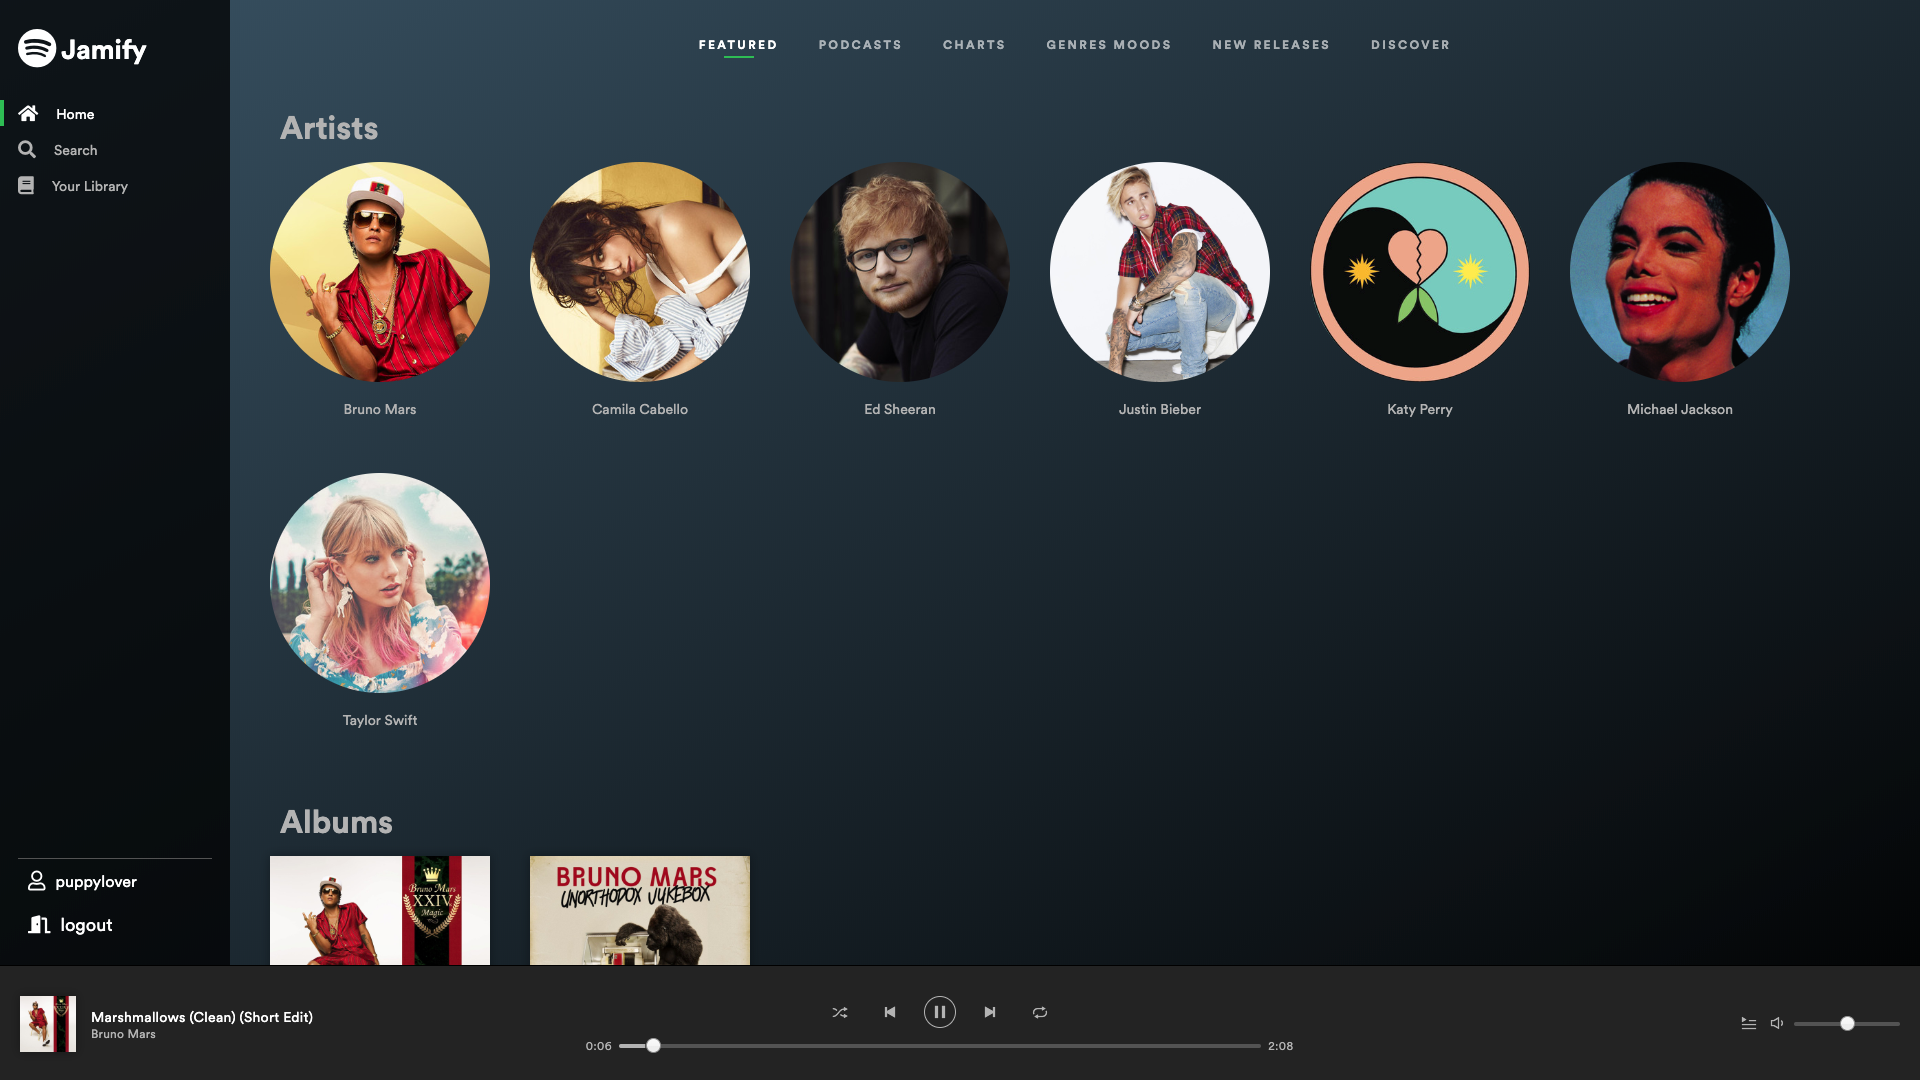 Jamify
Home
Search
Your Library
puppylover
logout
FEATURED PODCASTS CHARTS GENRES MOODS NEW RELEASES DISCOVER
Artists
Bruno Mars Camila Cabello Ed Sheeran Justin Bieber Katy Perry Michael Jackson
Taylor Swift
Albums
Bruno Mars
XXIV
Magic
BRUNO MARS
UNORTHODOX JUKEBOX
Marshmallows (Clean) (Short Edit)
Bruno Mars
0:06 2:08